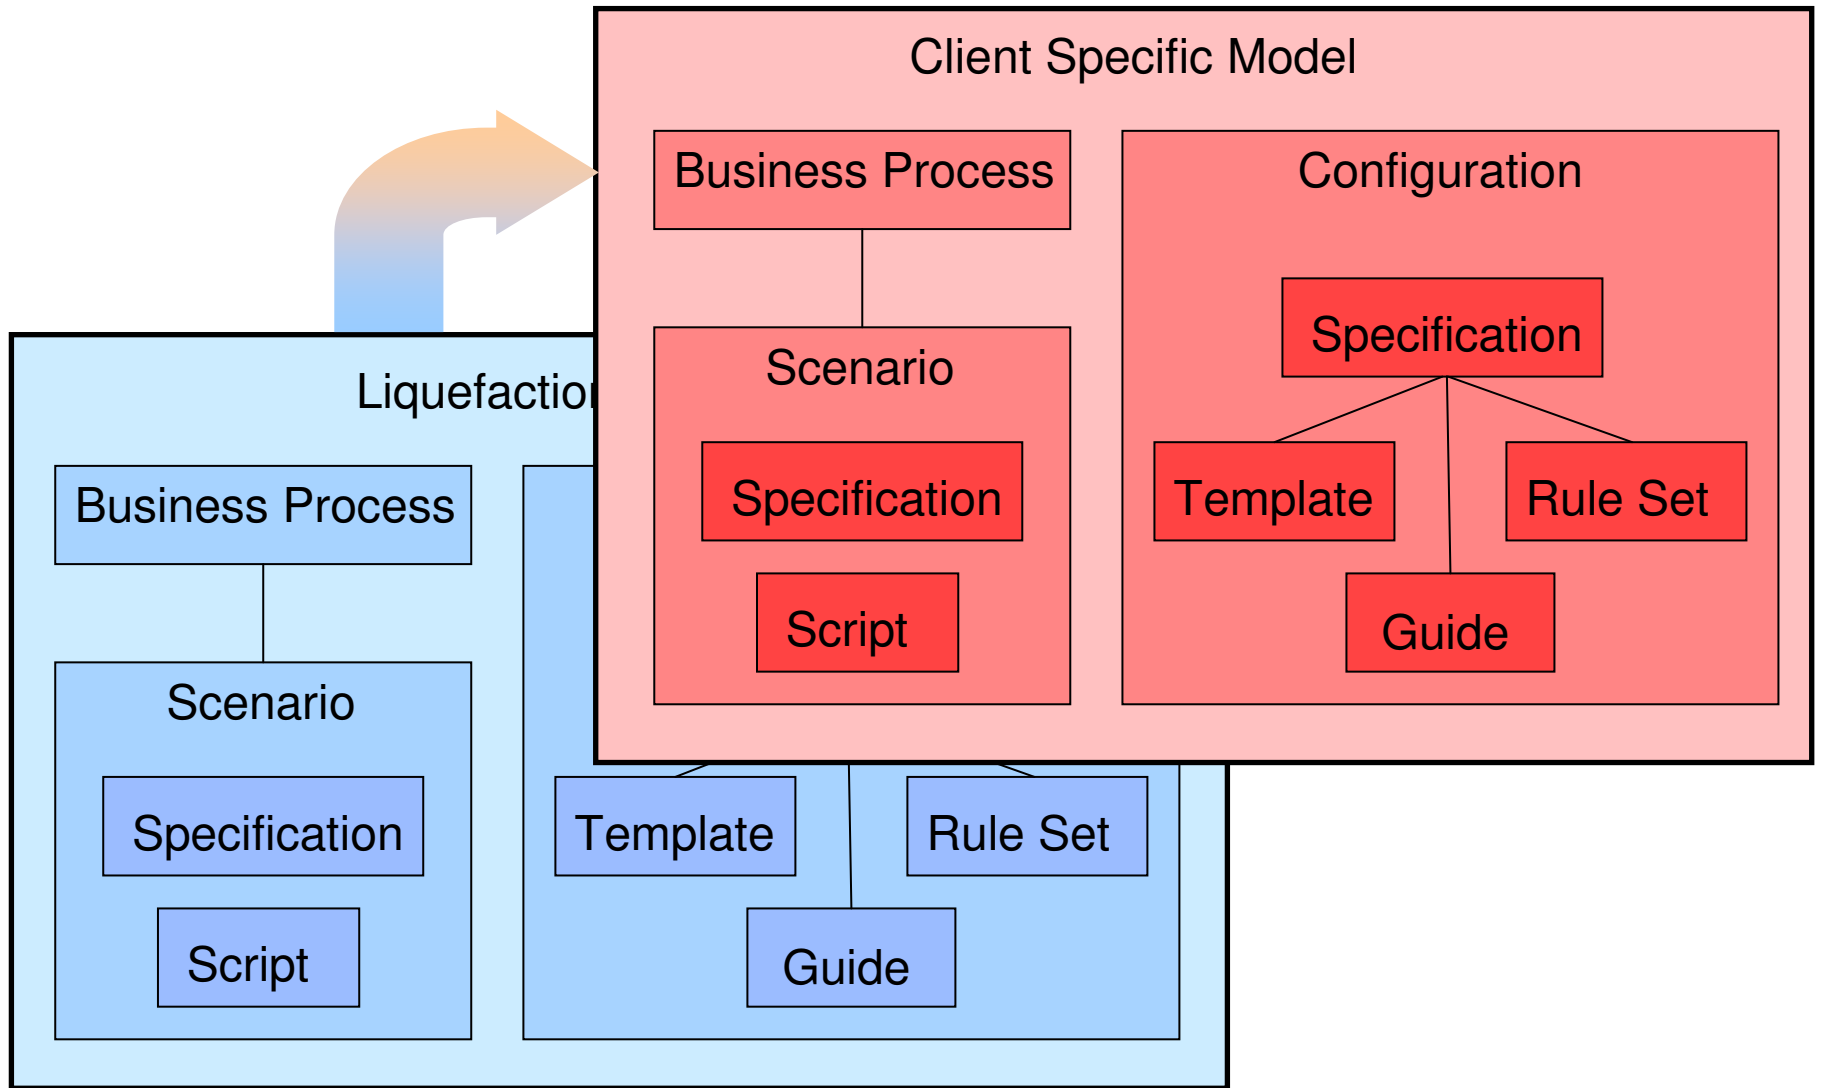 Client Specific Model
Business Process
Configuration
Specification
Scenario
Specification
Template
Rule Set
Script
Guide
Liquefaction
Business Process
Scenario
Specification
Template
Rule Set
Script
Guide